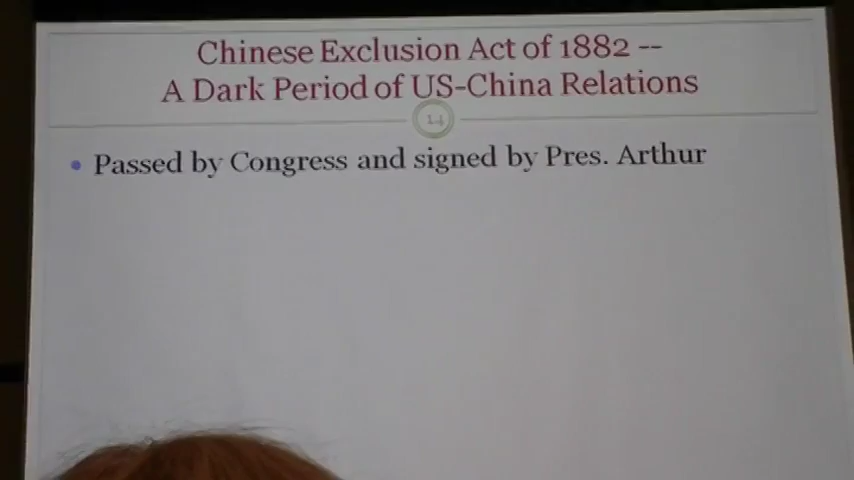 Chinese Exclusion Act of 1882 --
A Dark Period of US-China Relations
14
• Passed by Congress and signed by Pres. Arthur